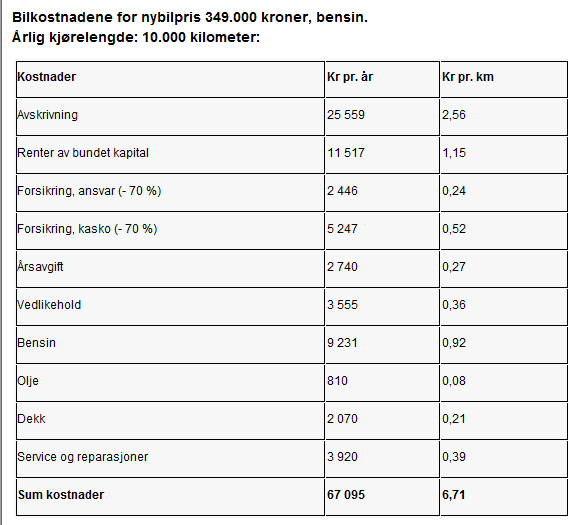 Bilkostnadene for nybilpris 349.000 kroner, bensin.
Årlig kjørelengde: 10.000 kilometer:
Kostnader Kr pr. år Kr pr. km
Avskrivning 25 559 2,56
Renter av bundet kapital 11 517 1,15
Forsikring, ansvar (- 70 %) 2 446 0,24
Forsikring, kasko (- 70 %) 5 247 0,52
Årsavgift 2 740 0,27
Vedlikehold 3 555 0,36
Bensin 9 231 0,92
Olje 810 0,08
Dekk 2 070 0,21
Service og reparasjoner 3 920 0,39
Sum kostnader 67 095 6,71